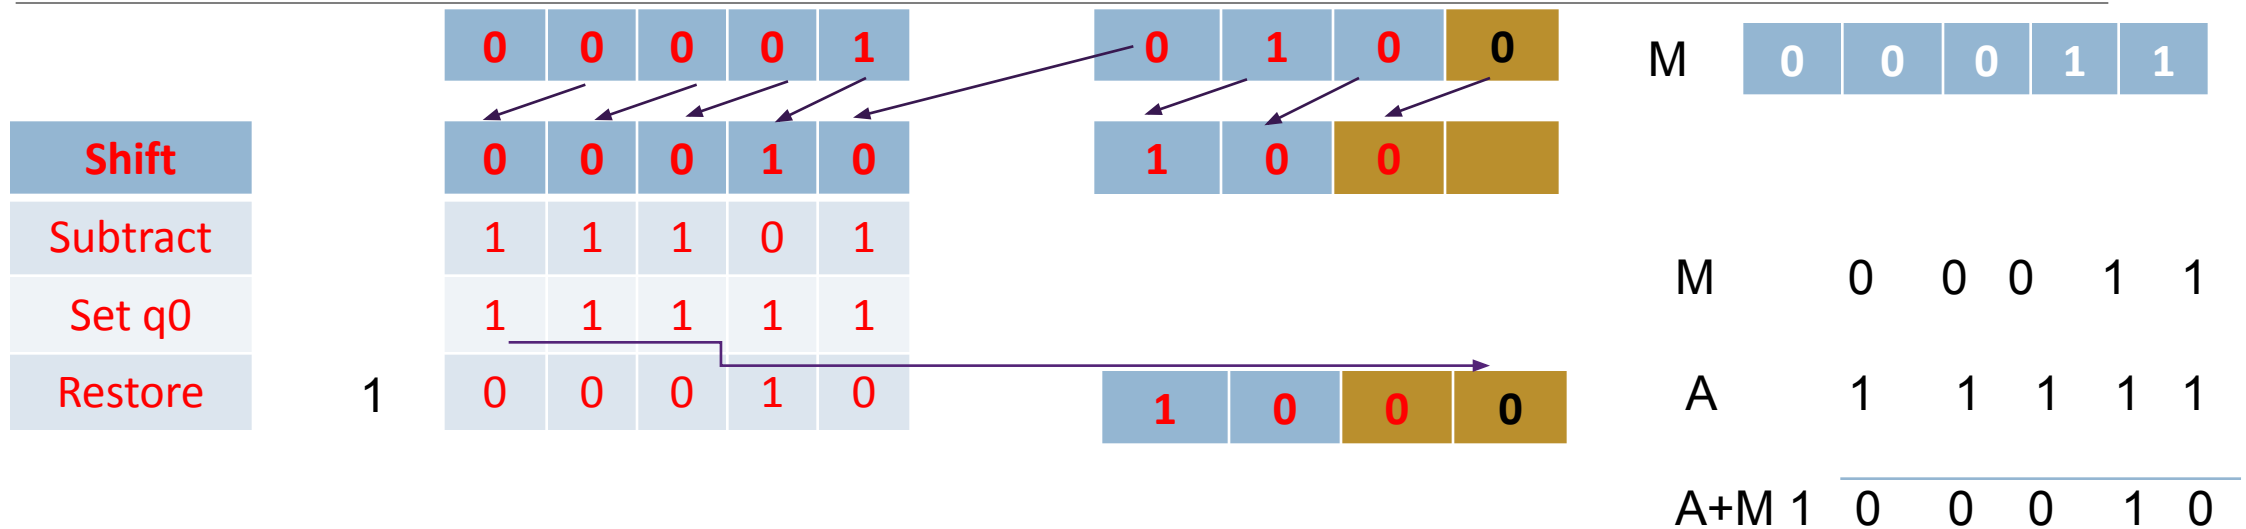 0 0 0 0 1 0 1 0 0 M 0 0 0 1 1
Shift 0 0 0 1 0 1 0 0
Subtract 1 1 1 0 1
M 0 0 0 1 1
Set q0 1 1 1 1 1
Restore 1 0 0 0 1 0 1 0 0 0
A 1 1 1 1 1
A+M 1 0 0 0 1 0